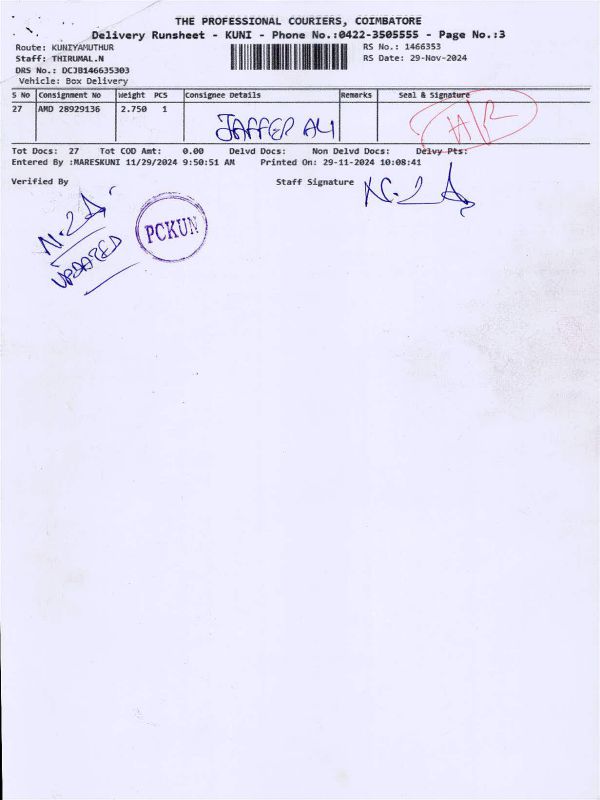 THE PROFESSIONAL COURIERS, COIMBATORE
Delivery Runsheet - KUNI - Phone No.:0422-3505555 - Page No.:3
Route: KUNIYAMUTHUR RS No.: 1466353
Staff: THIRUMAL.N RS Date: 29-Nov-2024
DRS No.: DCJB146635303
Vehicle: Box Delivery
S No Consignment No Weight PCS Consignee Details Remarks Seal & Signature
27 AMD 28929136 2.750 1 JAFFER ALI
Tot Docs: 27 Tot COD Amt: 0.00 Delvd Docs: Non Delvd Docs: Delvy Pts:
Entered By :MARESKUNI 11/29/2024 9:50:51 AM Printed On: 29-11-2024 10:08:41
Verified By Staff Signature
PCKUN
UPDATED